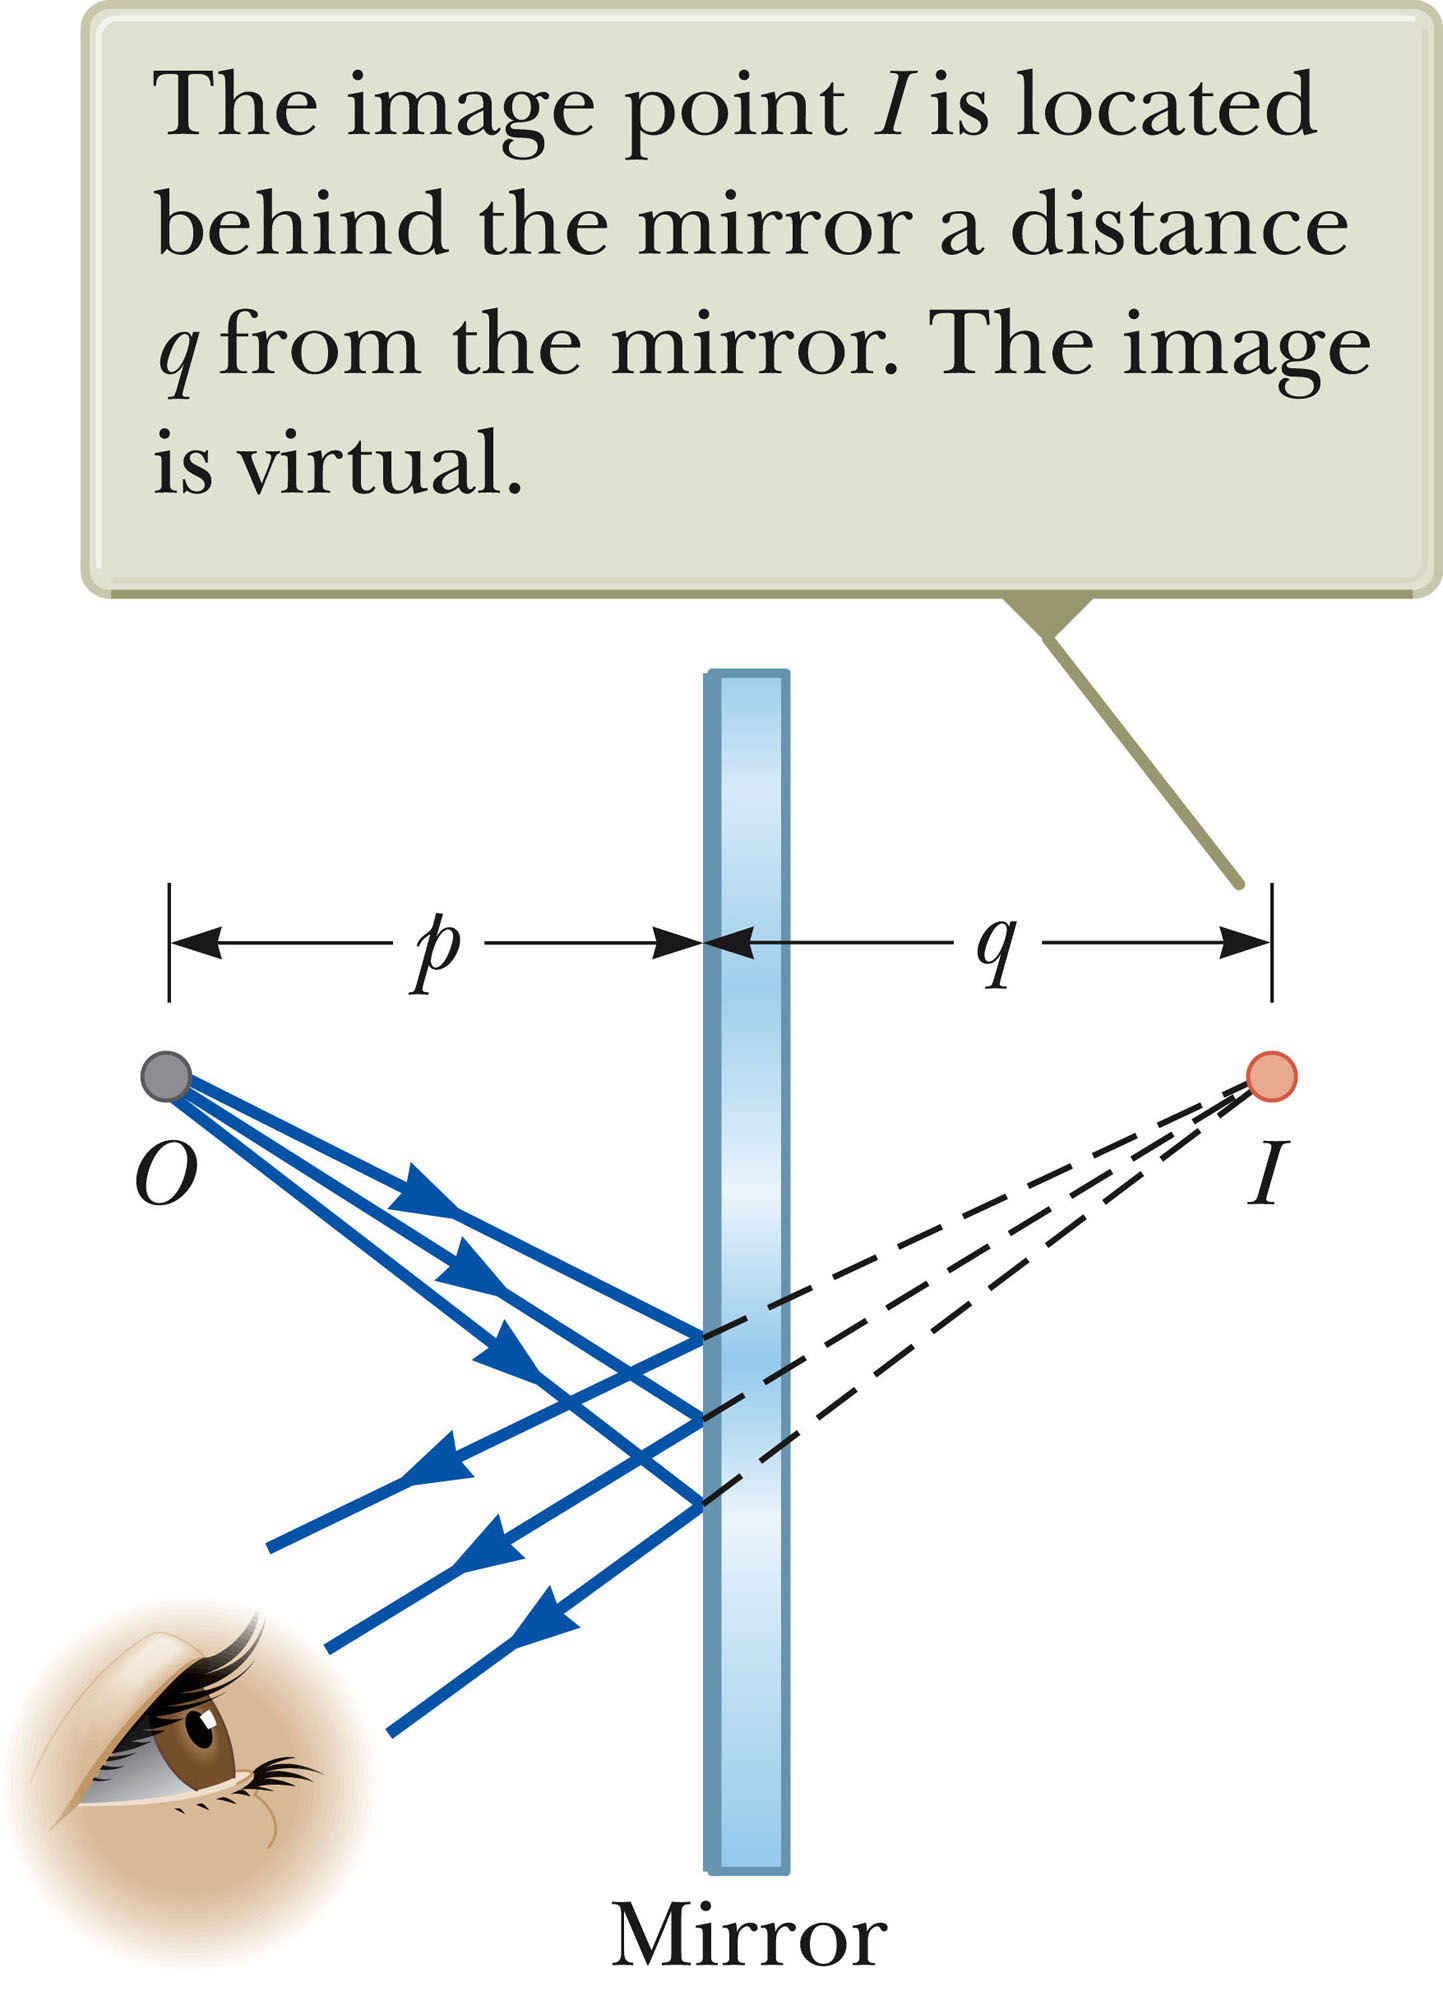 The image point I is located
behind the mirror a distance
q from the mirror. The image
is virtual.
p
q
O
I
Mirror